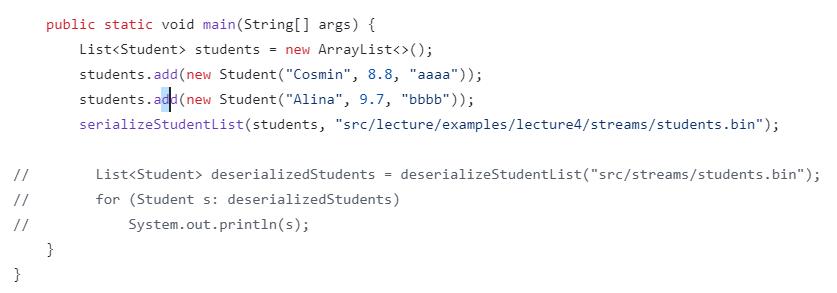 public static void main(String[] args) {
        List<Student> students = new ArrayList<>();
        students.add(new Student("Cosmin", 8.8, "aaaa"));
        students.add(new Student("Alina", 9.7, "bbbb"));
        serializeStudentList(students, "src/lecture/examples/lecture4/streams/students.bin");

//        List<Student> deserializedStudents = deserializeStudentList("src/streams/students.bin");
//        for (Student s: deserializedStudents)
//            System.out.println(s);
    }
}